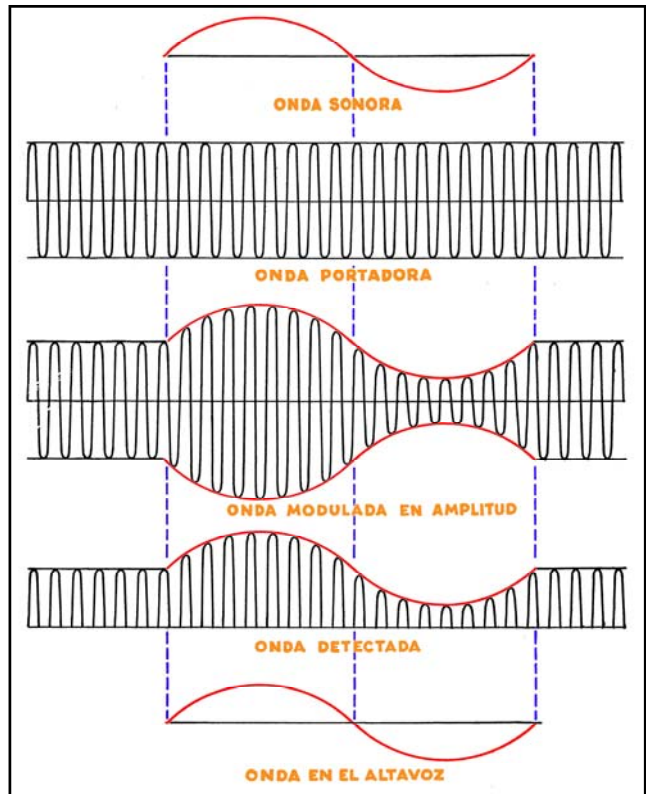 ONDA SONORA
ONDA PORTADORA
ONDA MODULADA EN AMPLITUD
ONDA DETECTADA
ONDA EN EL ALTAVOZ